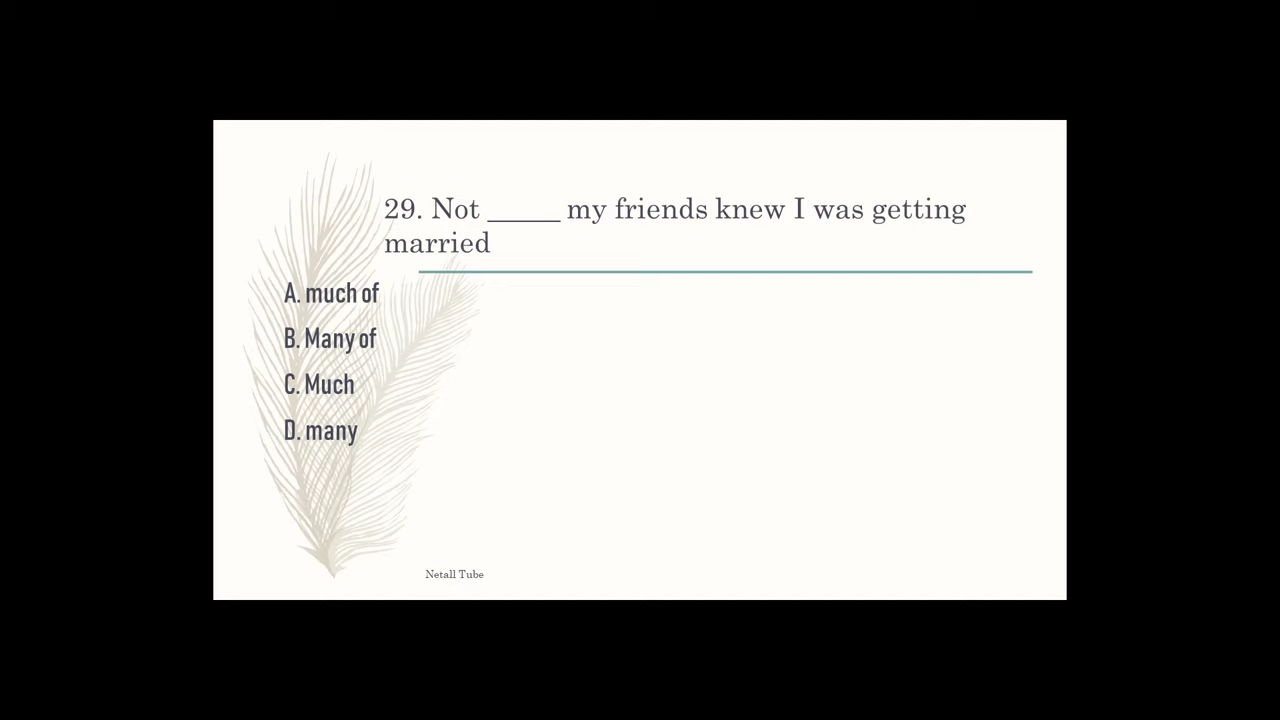 29. Not _____ my friends knew I was getting
married
A. much of
B. Many of
C. Much
D. many
Netall Tube